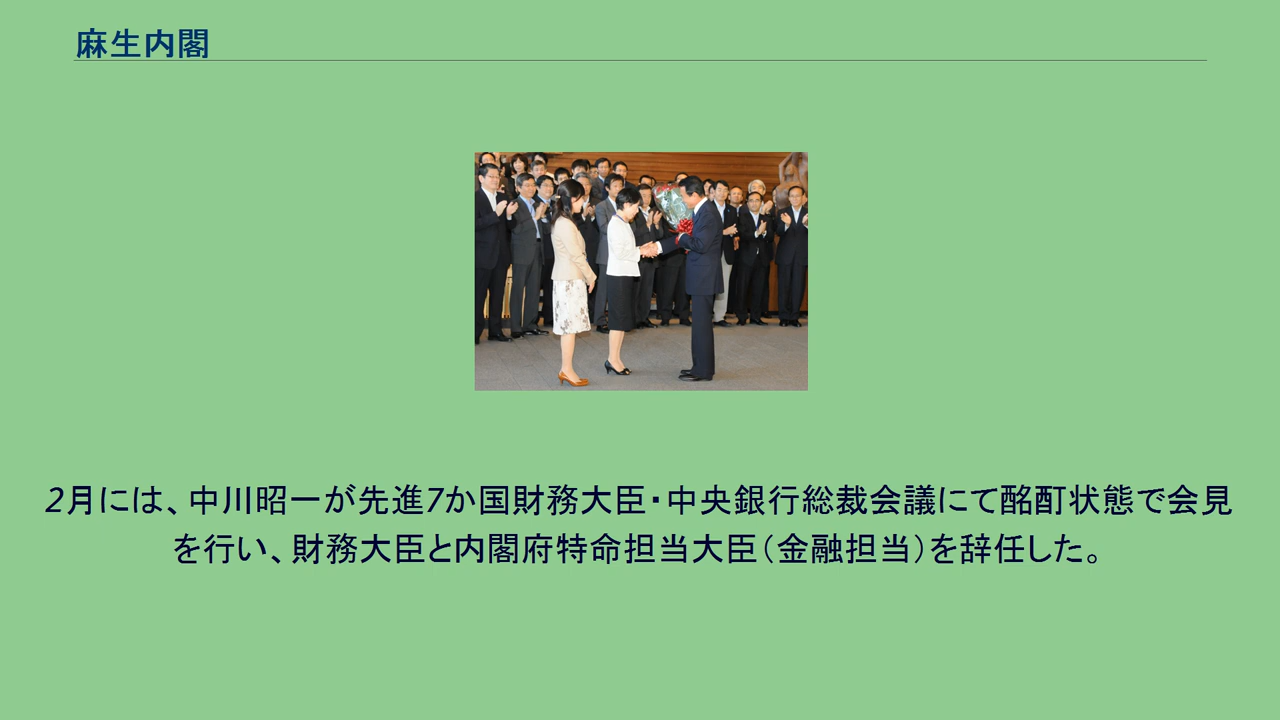 麻生内閣
2月には、中川昭一が先進7か国財務大臣・中央銀行総裁会議にて酩酊状態で会見
を行い、財務大臣と内閣府特命担当大臣（金融担当）を辞任した。